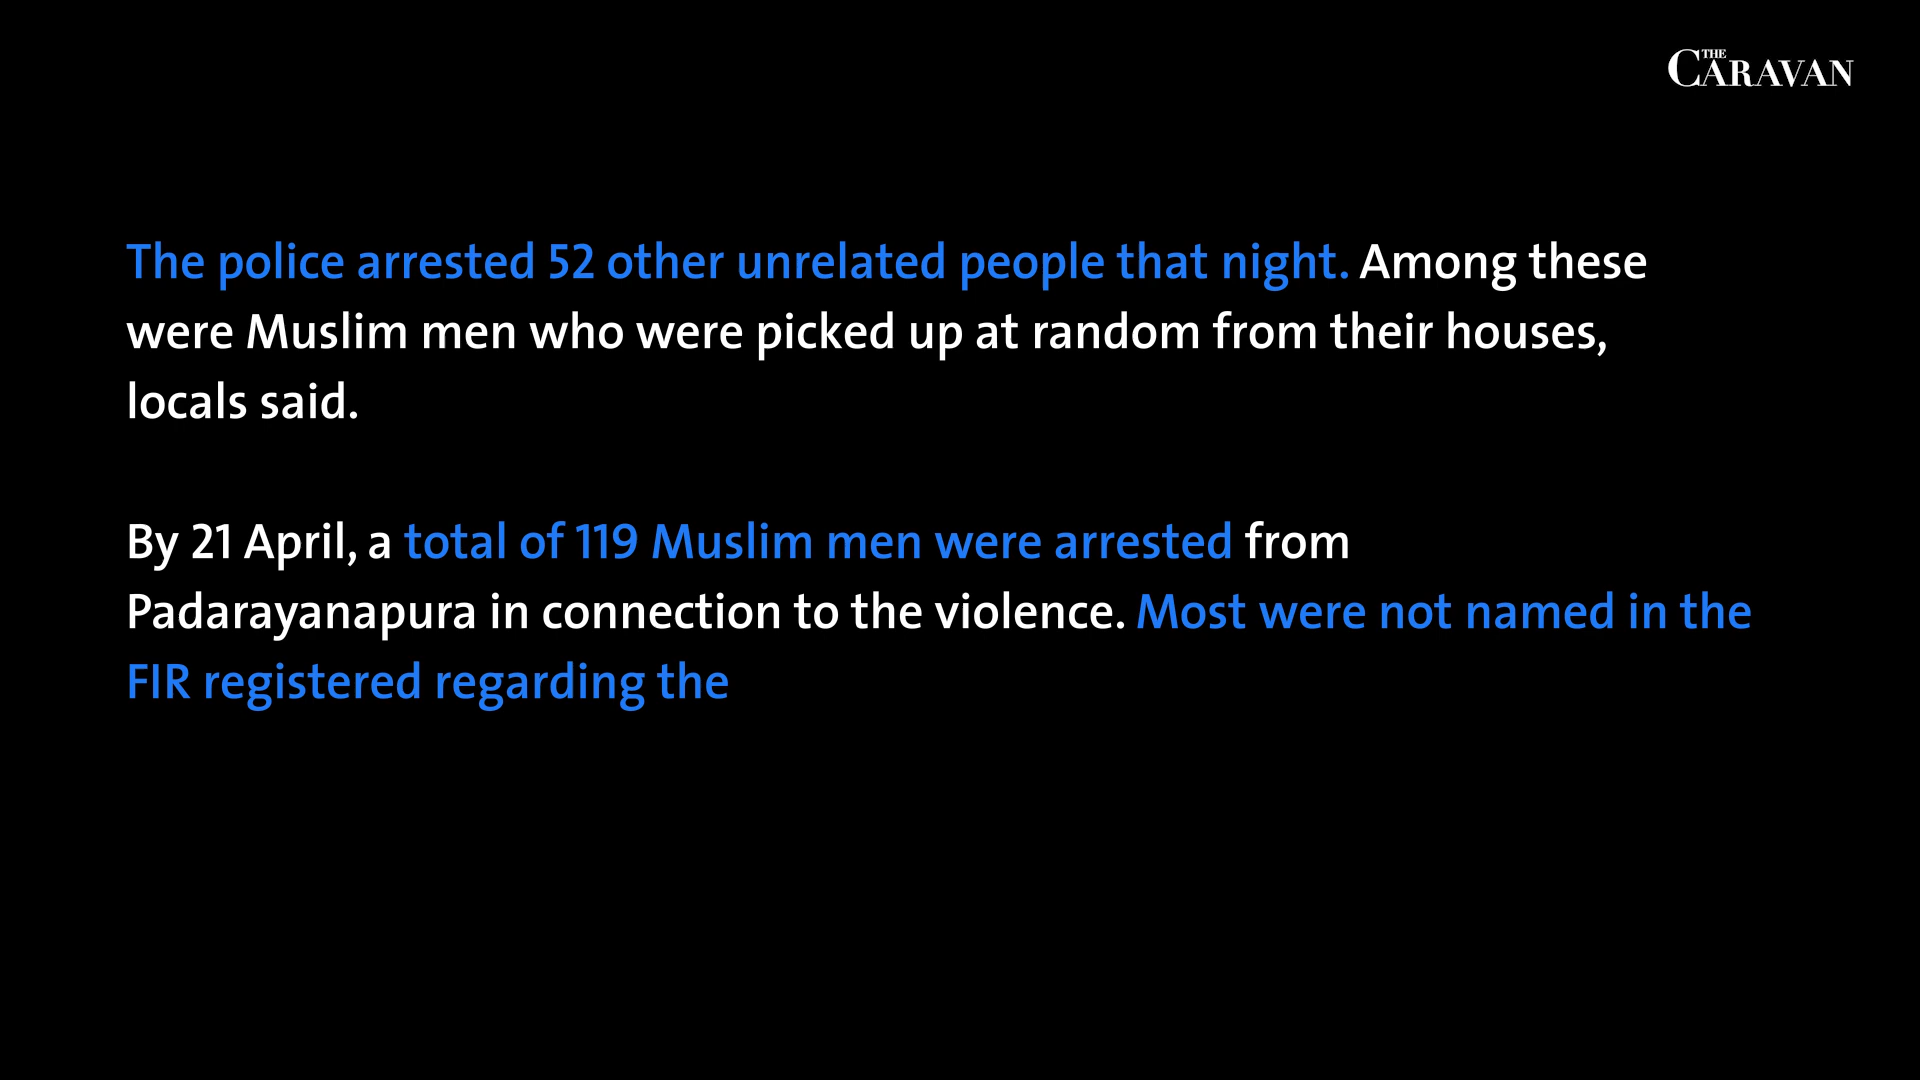 THE CARAVAN
The police arrested 52 other unrelated people that night. Among these
were Muslim men who were picked up at random from their houses,
locals said.
By 21 April, a total of 119 Muslim men were arrested from
Padarayanapura in connection to the violence. Most were not named in the
FIR registered regarding the